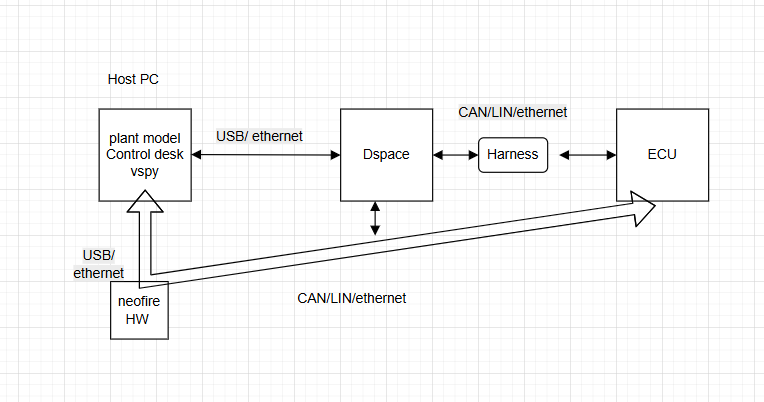 Host PC
plant model
Control desk
vspy
USB/ ethernet
Dspace
CAN/LIN/ethernet
Harness
ECU
USB/
ethernet
neofire
HW
CAN/LIN/ethernet